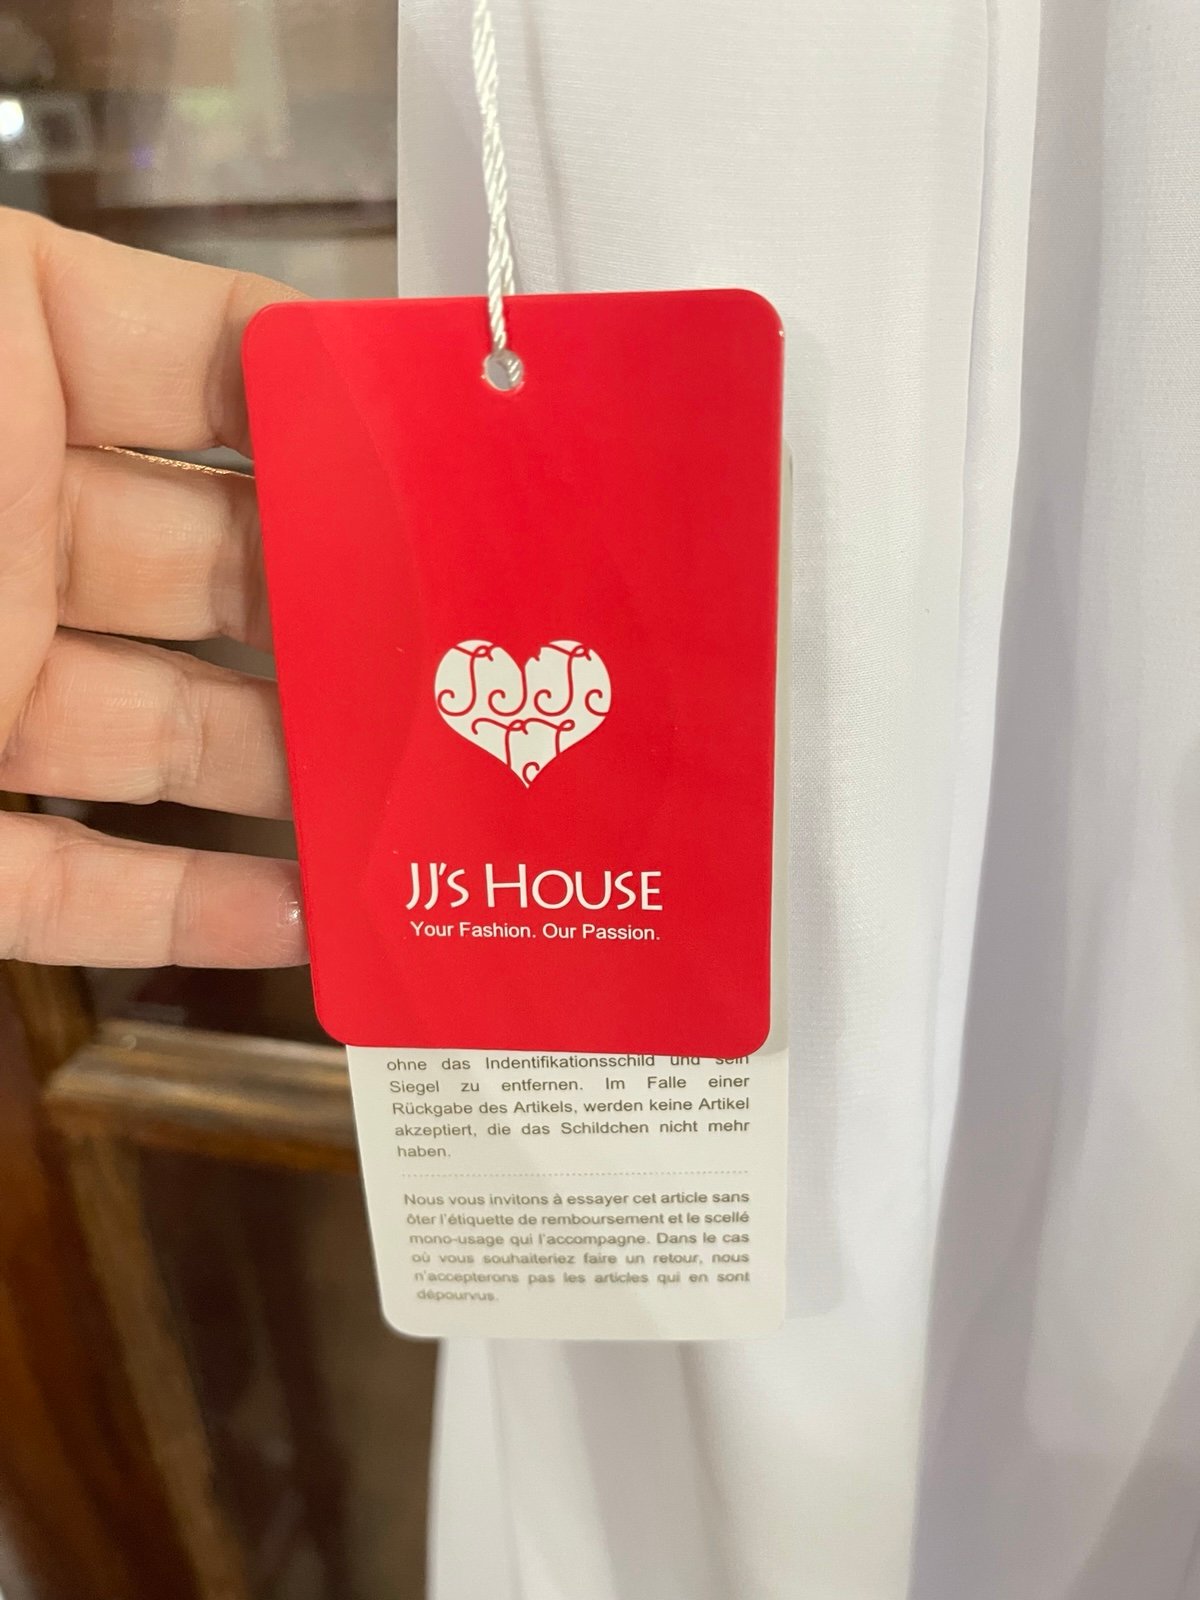 JJ's HOUSE
Your Fashion. Our Passion.
ohne das Indentifikationsschild und sein
Siegel zu entfernen. Im Falle einer
Rückgabe des Artikels, werden keine Artikel
akzeptiert, die das Schildchen nicht mehr
haben.
Nous vous invitons à essayer cet article sans
ôter l'étiquette de remboursement et le scellé
mono-usage qui l'accompagne. Dans le cas
où vous souhaiteriez faire un retour, nous
n'accepterons pas les articles qui en sont
dépourvus.